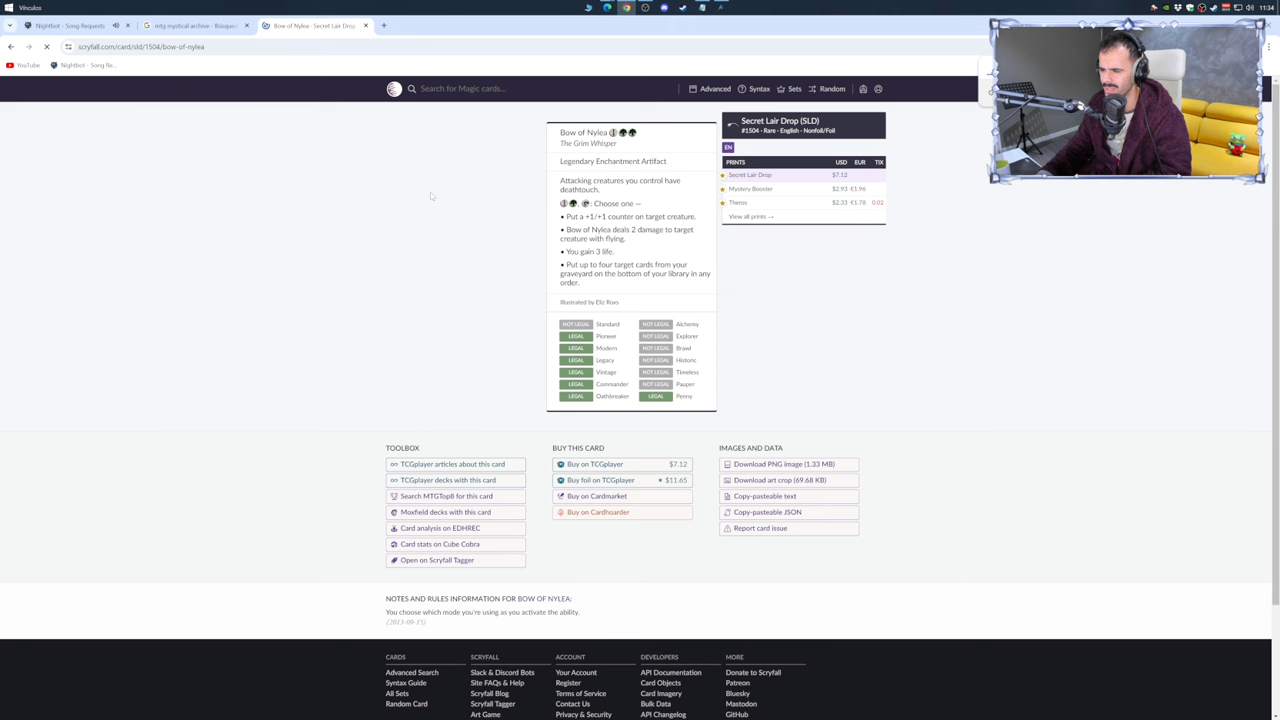 Vínculos
11:34
Nightbot - Song Requests
mtg mystical archive - Búsqued
Bow of Nylea · Secret Lair Drop
scryfall.com/card/sld/1504/bow-of-nylea
YouTube
Nightbot - Song Re...
Search for Magic cards...
Advanced
Syntax
Sets
Random
Bow of Nylea
The Grim Whisper
Legendary Enchantment Artifact
Attacking creatures you control have
deathtouch.
: Choose one —
• Put a +1/+1 counter on target creature.
• Bow of Nylea deals 2 damage to target
creature with flying.
• You gain 3 life.
• Put up to four target cards from your
graveyard on the bottom of your library in any
order.
Illustrated by Eliz Roxs
NOT LEGAL Standard NOT LEGAL Alchemy
LEGAL Pioneer NOT LEGAL Explorer
LEGAL Modern NOT LEGAL Brawl
LEGAL Legacy NOT LEGAL Historic
LEGAL Vintage NOT LEGAL Timeless
LEGAL Commander NOT LEGAL Pauper
LEGAL Oathbreaker LEGAL Penny
Secret Lair Drop (SLD)
#1504 · Rare · English · Nonfoil/Foil
EN
PRINTS USD EUR TIX
Secret Lair Drop $7.12
Mystery Booster $2.93 €1.96
Theros $2.33 €1.78 0.02
View all prints →
TOOLBOX
TCGplayer articles about this card
TCGplayer decks with this card
Search MTGTop8 for this card
Moxfield decks with this card
Card analysis on EDHREC
Card stats on Cube Cobra
Open on Scryfall Tagger
BUY THIS CARD
Buy on TCGplayer $7.12
Buy foil on TCGplayer $11.65
Buy on Cardmarket
Buy on Cardhoarder
IMAGES AND DATA
Download PNG image (1.33 MB)
Download art crop (69.68 KB)
Copy-pasteable text
Copy-pasteable JSON
Report card issue
NOTES AND RULES INFORMATION FOR BOW OF NYLEA:
You choose which mode you're using as you activate the ability.
(2013-09-15)
CARDS
Advanced Search
Syntax Guide
All Sets
Random Card
SCRYFALL
Slack & Discord Bots
Site FAQs & Help
Scryfall Blog
Scryfall Tagger
Art Game
ACCOUNT
Your Account
Register
Terms of Service
Contact Us
Privacy & Security
DEVELOPERS
API Documentation
Card Objects
Card Imagery
Bulk Data
API Changelog
MORE
Donate to Scryfall
Patreon
Bluesky
Mastodon
GitHub